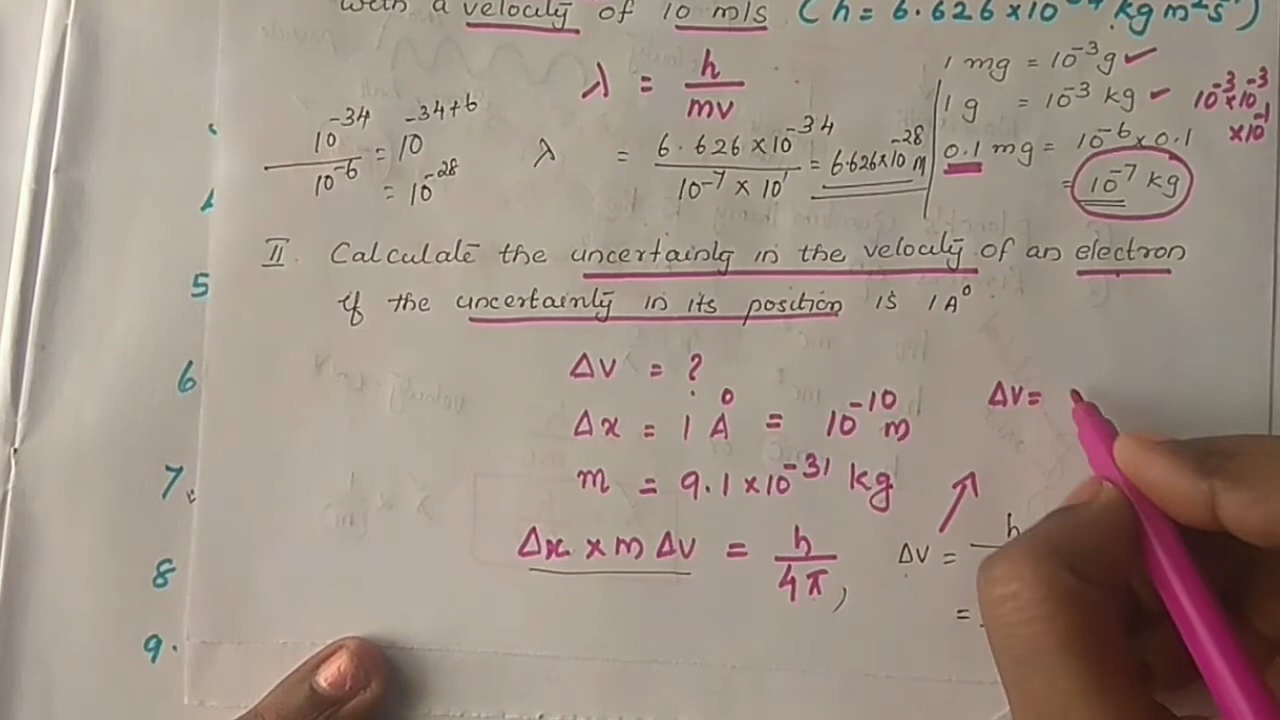 with a velocity of 10 m/s (h = 6.626 × 10 kg m²s
λ = h/mv
1 mg = 10⁻³g ✓
1 g = 10⁻³ kg ✓
10⁻³×10⁻³
×10⁻¹
0.1 mg = 10⁻⁶ × 0.1
= 10⁻⁷ kg
10⁻³⁴/10⁻⁶ = 10⁻³⁴⁺⁶
= 10⁻²⁸
λ = 6.626 × 10⁻³⁴/10⁻⁷ × 10¹ = 6.626×10⁻²⁸ m
II. Calculate the uncertainty in the velocity of an electron
5
if the uncertainty in its position is 1A⁰
6
Δv = ?
Δx = 1 Å = 10⁻¹⁰ m
Δv =
7.
m = 9.1 × 10⁻³¹ kg
8
Δx × m Δv = h/4π,
Δv = h
=
9.